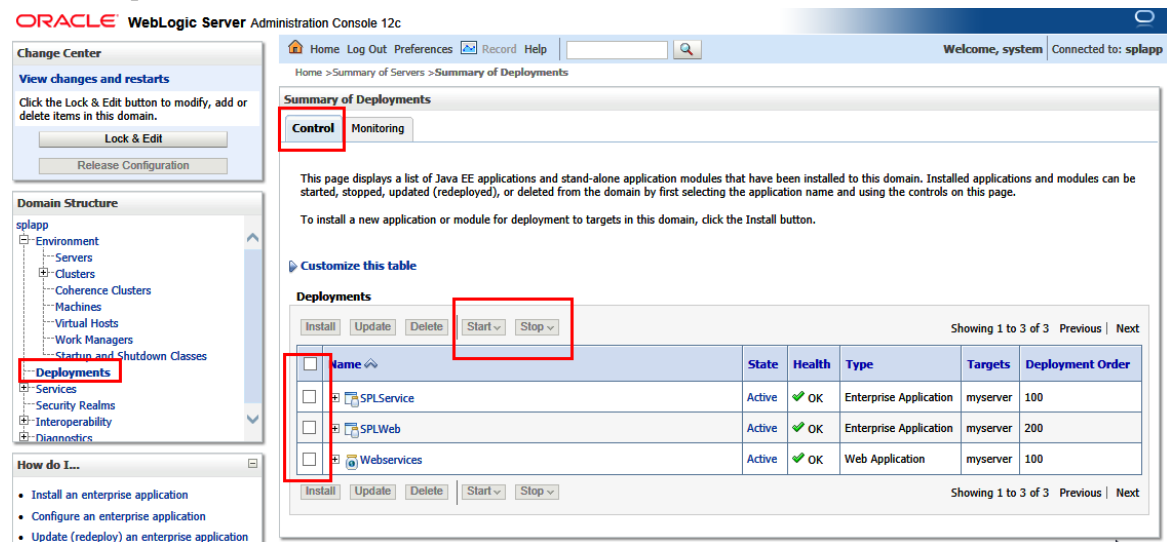 ORACLE WebLogic Server Administration Console 12c
Change Center
View changes and restarts
Click the Lock & Edit button to modify, add or
delete items in this domain.
Lock & Edit
Release Configuration
Domain Structure
splapp
Environment
Servers
Clusters
Coherence Clusters
Machines
Virtual Hosts
Work Managers
Startup and Shutdown Classes
Deployments
Services
Security Realms
Interoperability
Diagnostics
How do I...
Install an enterprise application
Configure an enterprise application
Update (redeploy) an enterprise application
Home Log Out Preferences Record Help
Welcome, system Connected to: splapp
Home >Summary of Servers >Summary of Deployments
Summary of Deployments
Control Monitoring
This page displays a list of Java EE applications and stand-alone application modules that have been installed to this domain. Installed applications and modules can be
started, stopped, updated (redeployed), or deleted from the domain by first selecting the application name and using the controls on this page.
To install a new application or module for deployment to targets in this domain, click the Install button.
Customize this table
Deployments
Install Update Delete Start Stop Showing 1 to 3 of 3 Previous | Next
Name State Health Type Targets Deployment Order
SPLService Active OK Enterprise Application myserver 100
SPLWeb Active OK Enterprise Application myserver 200
Webservices Active OK Web Application myserver 100
Install Update Delete Start Stop Showing 1 to 3 of 3 Previous | Next